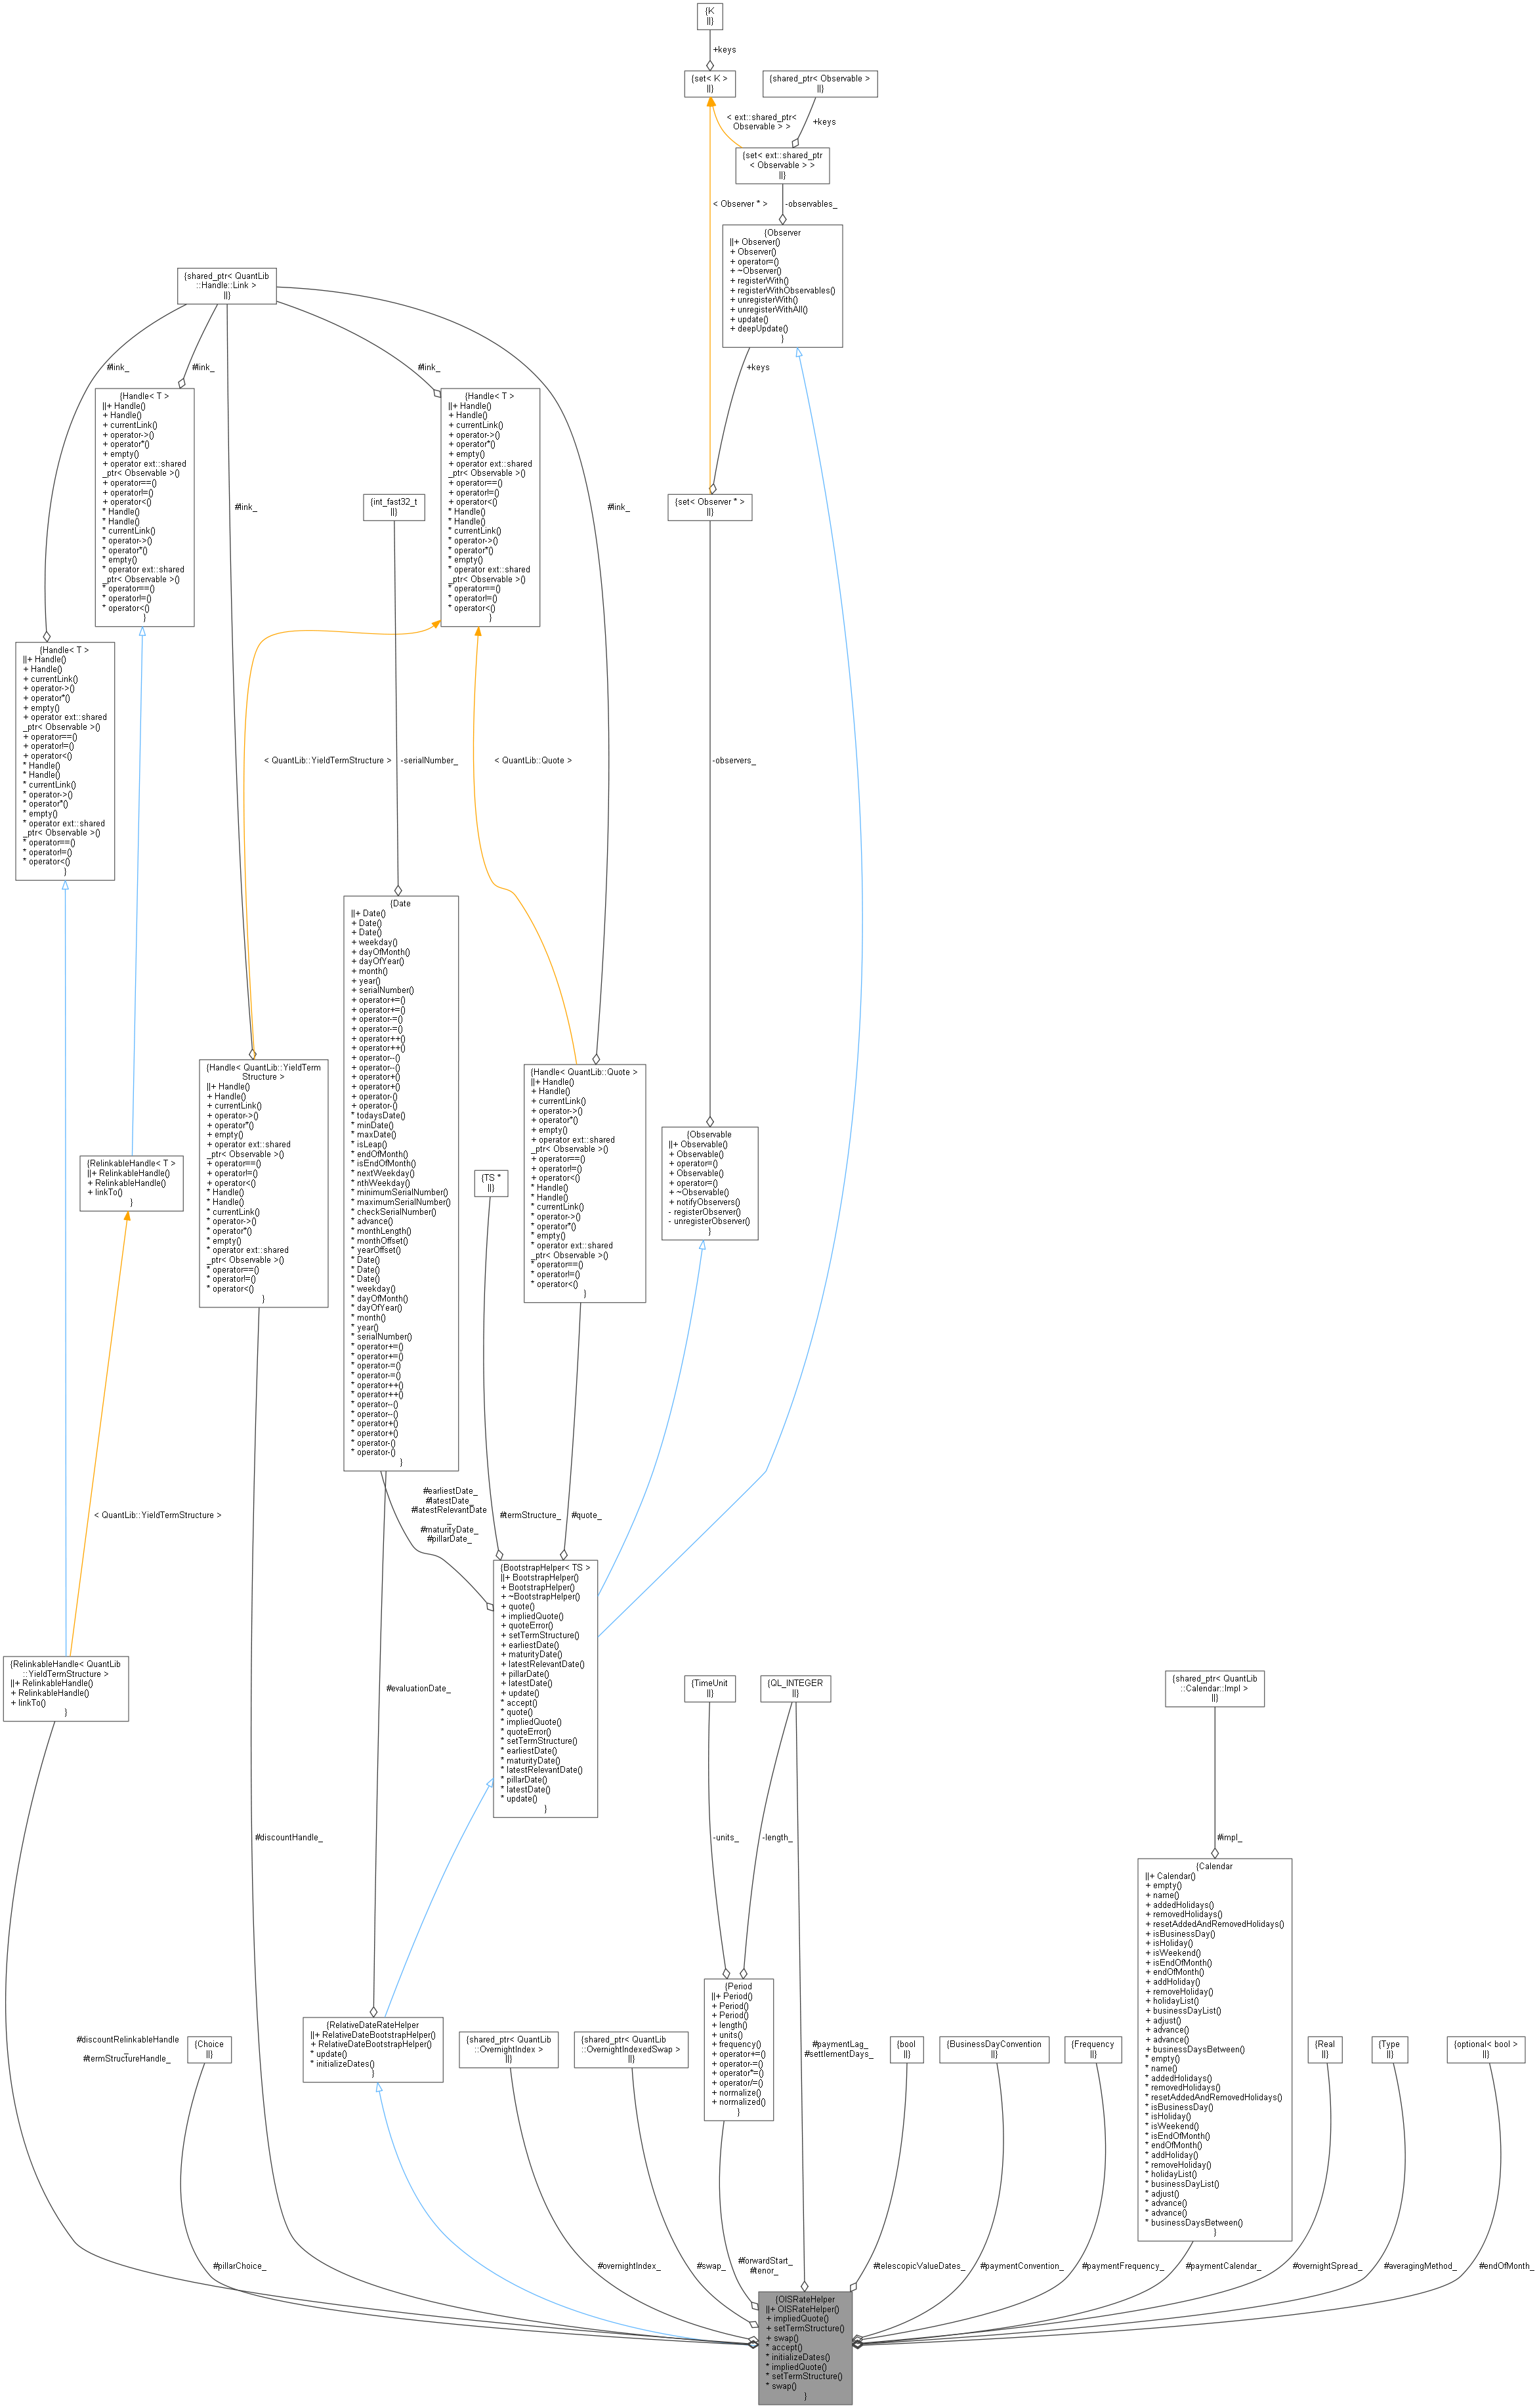 {K
||}
+keys
{set< K >
||}
{shared_ptr< Observable >
||}
< ext::shared_ptr<
Observable > >
+keys
{set< ext::shared_ptr
< Observable > >
||}
< Observer * >
-observables_
{Observer
||+ Observer()
+ Observer()
+ operator=()
+ ~Observer()
+ registerWith()
+ registerWithObservables()
+ unregisterWith()
+ unregisterWithAll()
+ update()
+ deepUpdate()
}
{shared_ptr< QuantLib
::Handle::Link >
||}
#link_
#link_
#link_
+keys
{Handle< T >
||+ Handle()
+ Handle()
+ currentLink()
+ operator->()
+ operator*()
+ empty()
+ operator ext::shared
_ptr< Observable >()
+ operator==()
+ operator!=()
+ operator<()
* Handle()
* Handle()
* currentLink()
* operator->()
* operator*()
* empty()
* operator ext::shared
_ptr< Observable >()
* operator==()
* operator!=()
* operator<()
}
{Handle< T >
||+ Handle()
+ Handle()
+ currentLink()
+ operator->()
+ operator*()
+ empty()
+ operator ext::shared
_ptr< Observable >()
+ operator==()
+ operator!=()
+ operator<()
* Handle()
* Handle()
* currentLink()
* operator->()
* operator*()
* empty()
* operator ext::shared
_ptr< Observable >()
* operator==()
* operator!=()
* operator<()
}
#link_
{int_fast32_t
||}
#link_
{set< Observer * >
||}
{Handle< T >
||+ Handle()
+ Handle()
+ currentLink()
+ operator->()
+ operator*()
+ empty()
+ operator ext::shared
_ptr< Observable >()
+ operator==()
+ operator!=()
+ operator<()
* Handle()
* Handle()
* currentLink()
* operator->()
* operator*()
* empty()
* operator ext::shared
_ptr< Observable >()
* operator==()
* operator!=()
* operator<()
}
< QuantLib::YieldTermStructure >
-serialNumber_
< QuantLib::Quote >
-observers_
{Date
||+ Date()
+ Date()
+ Date()
+ weekday()
+ dayOfMonth()
+ dayOfYear()
+ month()
+ year()
+ serialNumber()
+ operator+=()
+ operator+=()
+ operator-=()
+ operator-=()
+ operator++()
+ operator++()
+ operator--()
+ operator--()
+ operator+()
+ operator+()
+ operator-()
+ operator-()
* todaysDate()
* minDate()
* maxDate()
* isLeap()
* endOfMonth()
* isEndOfMonth()
* nextWeekday()
* nthWeekday()
* minimumSerialNumber()
* maximumSerialNumber()
* checkSerialNumber()
* advance()
* monthLength()
* monthOffset()
* yearOffset()
* Date()
* Date()
* Date()
* weekday()
* dayOfMonth()
* dayOfYear()
* month()
* year()
* serialNumber()
* operator+=()
* operator+=()
* operator-=()
* operator-=()
* operator++()
* operator++()
* operator--()
* operator--()
* operator+()
* operator+()
* operator-()
* operator-()
}
{Handle< QuantLib::YieldTerm
Structure >
||+ Handle()
+ Handle()
+ currentLink()
+ operator->()
+ operator*()
+ empty()
+ operator ext::shared
_ptr< Observable >()
+ operator==()
+ operator!=()
+ operator<()
* Handle()
* Handle()
* currentLink()
* operator->()
* operator*()
* empty()
* operator ext::shared
_ptr< Observable >()
* operator==()
* operator!=()
* operator<()
}
{Handle< QuantLib::Quote >
||+ Handle()
+ Handle()
+ currentLink()
+ operator->()
+ operator*()
+ empty()
+ operator ext::shared
_ptr< Observable >()
+ operator==()
+ operator!=()
+ operator<()
* Handle()
* Handle()
* currentLink()
* operator->()
* operator*()
* empty()
* operator ext::shared
_ptr< Observable >()
* operator==()
* operator!=()
* operator<()
}
{Observable
||+ Observable()
+ Observable()
+ operator=()
+ Observable()
+ operator=()
+ ~Observable()
+ notifyObservers()
- registerObserver()
- unregisterObserver()
}
{RelinkableHandle< T >
||+ RelinkableHandle()
+ RelinkableHandle()
+ linkTo()
}
{TS *
||}
< QuantLib::YieldTermStructure >
#earliestDate_
#latestDate_
#latestRelevantDate
_
#maturityDate_
#pillarDate_
#termStructure_
#quote_
{BootstrapHelper< TS >
||+ BootstrapHelper()
+ BootstrapHelper()
+ ~BootstrapHelper()
+ quote()
+ impliedQuote()
+ quoteError()
+ setTermStructure()
+ earliestDate()
+ maturityDate()
+ latestRelevantDate()
+ pillarDate()
+ latestDate()
+ update()
* accept()
* quote()
* impliedQuote()
* quoteError()
* setTermStructure()
* earliestDate()
* maturityDate()
* latestRelevantDate()
* pillarDate()
* latestDate()
* update()
}
{RelinkableHandle< QuantLib
::YieldTermStructure >
||+ RelinkableHandle()
+ RelinkableHandle()
+ linkTo()
}
#evaluationDate_
{TimeUnit
||}
{QL_INTEGER
||}
{shared_ptr< QuantLib
::Calendar::Impl >
||}
#discountHandle_
-units_
-length_
#impl_
{Calendar
||+ Calendar()
+ empty()
+ name()
+ addedHolidays()
+ removedHolidays()
+ resetAddedAndRemovedHolidays()
+ isBusinessDay()
+ isHoliday()
+ isWeekend()
+ isEndOfMonth()
+ endOfMonth()
+ addHoliday()
+ removeHoliday()
+ holidayList()
+ businessDayList()
+ adjust()
+ advance()
+ advance()
+ businessDaysBetween()
* empty()
* name()
* addedHolidays()
* removedHolidays()
* resetAddedAndRemovedHolidays()
* isBusinessDay()
* isHoliday()
* isWeekend()
* isEndOfMonth()
* endOfMonth()
* addHoliday()
* removeHoliday()
* holidayList()
* businessDayList()
* adjust()
* advance()
* advance()
* businessDaysBetween()
}
{Period
||+ Period()
+ Period()
+ Period()
+ length()
+ units()
+ frequency()
+ operator+=()
+ operator-=()
+ operator*=()
+ operator/=()
+ normalize()
+ normalized()
}
#discountRelinkableHandle
_
#termStructureHandle_
{Choice
||}
{RelativeDateRateHelper
||+ RelativeDateBootstrapHelper()
+ RelativeDateBootstrapHelper()
* update()
* initializeDates()
}
{shared_ptr< QuantLib
::OvernightIndex >
||}
{shared_ptr< QuantLib
::OvernightIndexedSwap >
||}
#paymentLag_
#settlementDays_
{bool
||}
{BusinessDayConvention
||}
{Frequency
||}
{Real
||}
{Type
||}
{optional< bool >
||}
#pillarChoice_
#overnightIndex_
#swap_
#forwardStart_
#tenor_
#telescopicValueDates_
#paymentConvention_
#paymentFrequency_
#paymentCalendar_
#overnightSpread_
#averagingMethod_
#endOfMonth_
{OISRateHelper
||+ OISRateHelper()
+ impliedQuote()
+ setTermStructure()
+ swap()
* accept()
* initializeDates()
* impliedQuote()
* setTermStructure()
* swap()
}